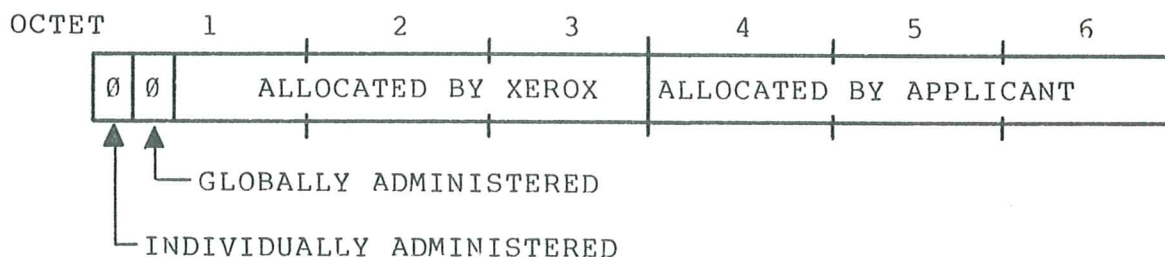 OCTET 1 2 3 4 5 6
Ø Ø ALLOCATED BY XEROX ALLOCATED BY APPLICANT
GLOBALLY ADMINISTERED
INDIVIDUALLY ADMINISTERED